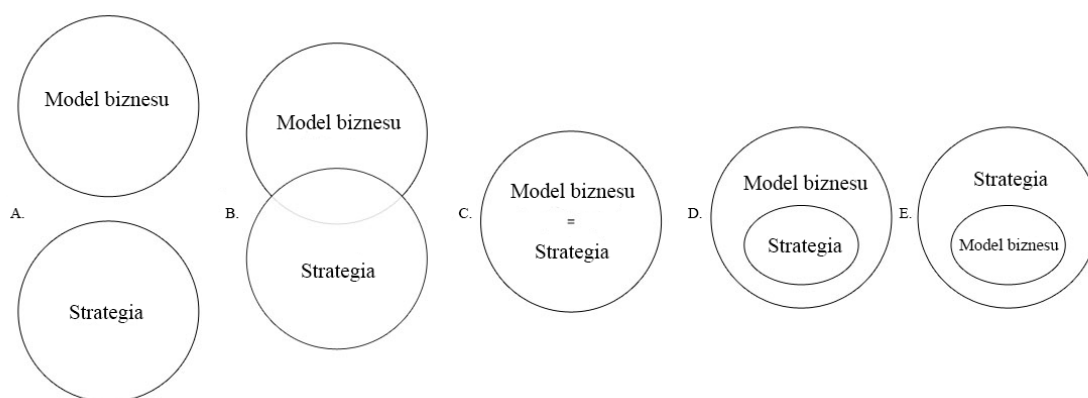 A.
Model biznesu
Strategia
B.
Model biznesu
Strategia
C.
Model biznesu
=
Strategia
D.
Model biznesu
Strategia
E.
Strategia
Model biznesu